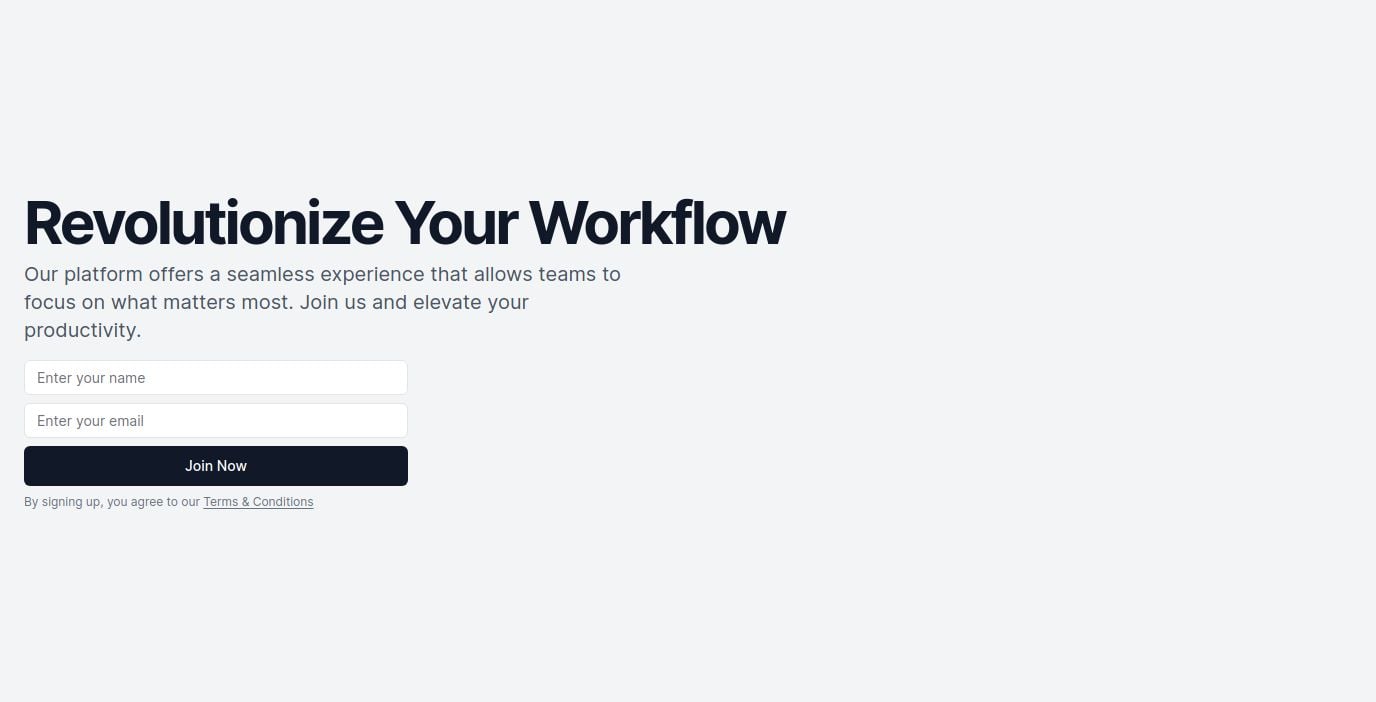 Revolutionize Your Workflow
Our platform offers a seamless experience that allows teams to
focus on what matters most. Join us and elevate your
productivity.
Enter your name
Enter your email
Join Now
By signing up, you agree to our Terms & Conditions